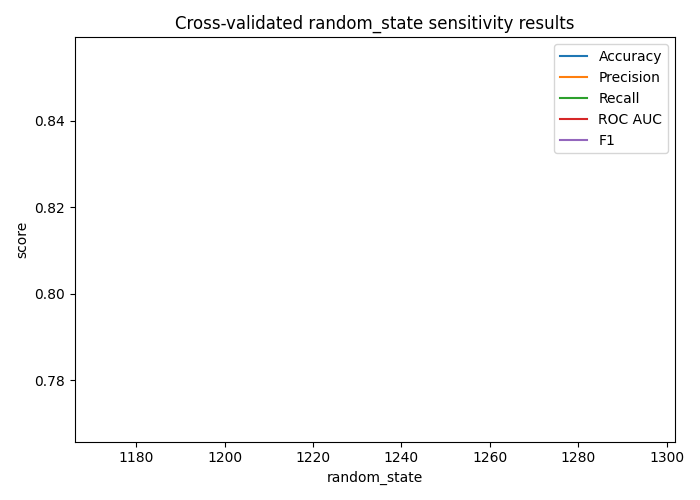 Cross-validated random_state sensitivity results
Accuracy
Precision
Recall
ROC AUC
F1
0.84
0.82
0.80
0.78
score
1180 1200 1220 1240 1260 1280 1300
random_state